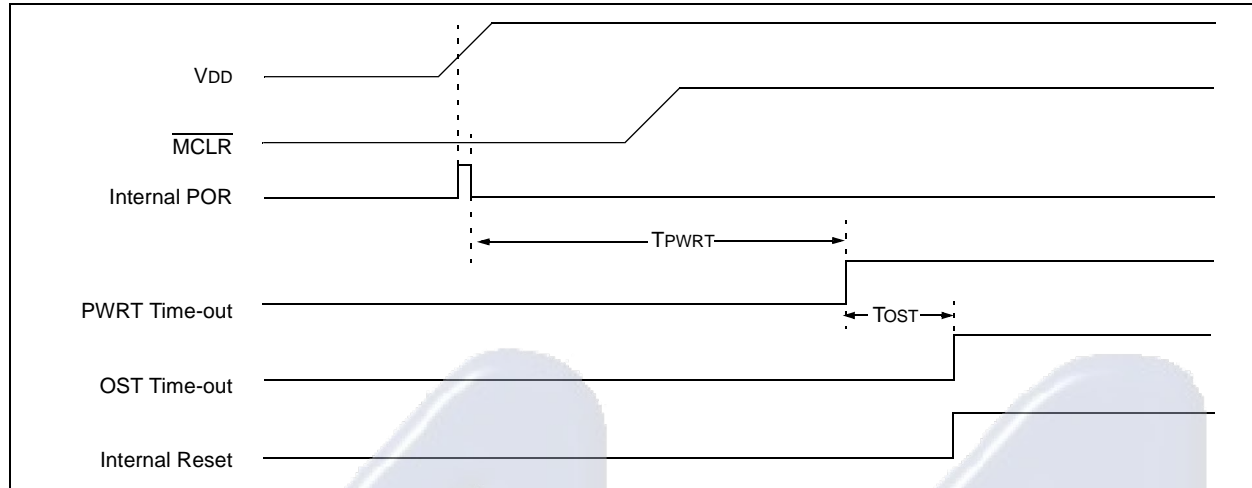 VDD
MCLR
Internal POR
TPWRT
PWRT Time-out
TOST
OST Time-out
Internal Reset